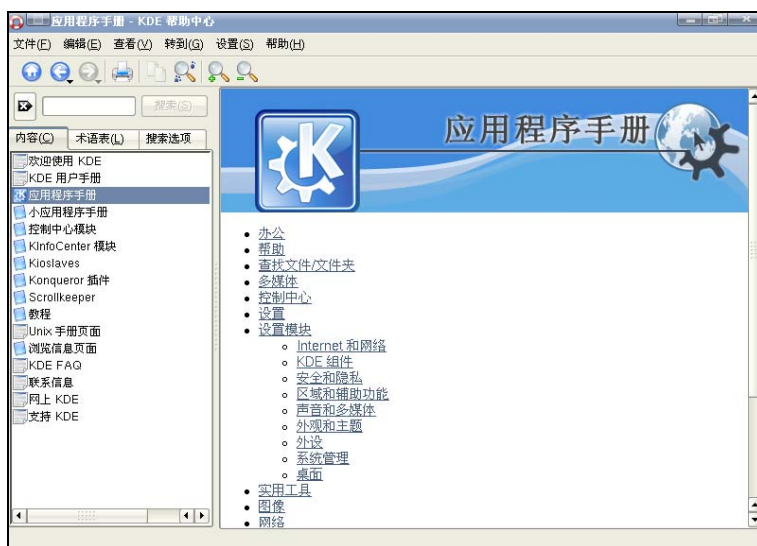 应用程序手册 - KDE 帮助中心
文件(F) 编辑(E) 查看(V) 转到(G) 设置(S) 帮助(H)
搜索(S)
内容(C) 术语表(L) 搜索选项
欢迎使用 KDE
KDE 用户手册
应用程序手册
小应用程序手册
控制中心模块
KInfoCenter 模块
Kioslaves
Konqueror 插件
Scrollkeeper
教程
Unix 手册页面
浏览信息页面
KDE FAQ
联系信息
网上 KDE
支持 KDE
应用程序手册
办公
帮助
查找文件/文件夹
多媒体
控制中心
设置
设置模块
Internet 和网络
KDE 组件
安全和隐私
区域和辅助功能
声音和多媒体
外观和主题
外设
系统管理
桌面
实用工具
图像
网络